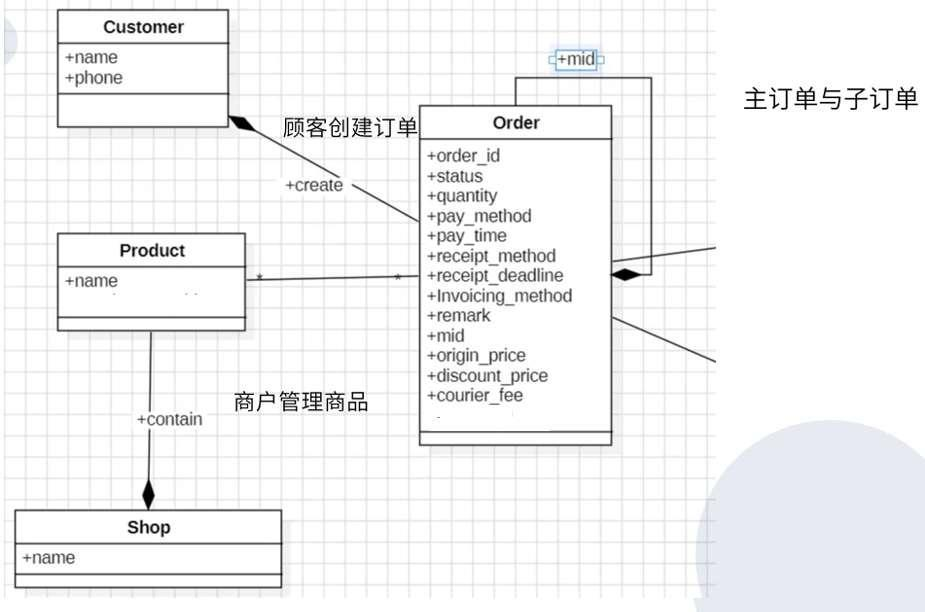 Customer
+name
+phone
顾客创建订单
+create
+mid
主订单与子订单
Order
+order_id
+status
+quantity
+pay_method
+pay_time
+receipt_method
+receipt_deadline
+Invoicing_method
+remark
+mid
+origin_price
+discount_price
+courier_fee
Product
+name
*
*
商户管理商品
+contain
Shop
+name